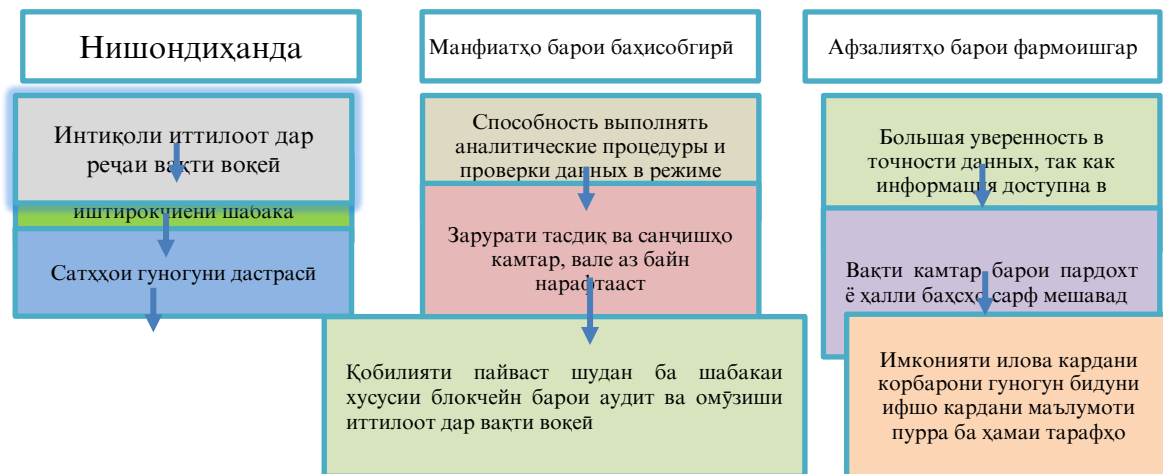 Нишондиҳанда
Интиқоли иттилоот дар
реҷаи вақти воқеӣ
иштирокчиени шабака
Сатҳҳои гуногуни дастрасӣ
Манфиатҳо барои баҳисобгирӣ
Способность выполнять
аналитические процедуры и
проверки данных в режиме
Зарурати тасдиқ ва санҷишҳо
камтар, вале аз байн
нарафтааст
Қобилияти пайваст шудан ба шабакаи
хусусии блокчейн барои аудит ва омӯзиши
иттилоот дар вақти воқеӣ
Афзалиятҳо барои фармоишгар
Большая уверенность в
точности данных, так как
информация доступна в
Вақти камтар барои пардохт
ё ҳалли баҳсҳо сарф мешавад
Имконияти илова кардани
корбарони гуногун бидуни
ифшо кардани маълумоти
пурра ба ҳамаи тарафҳо